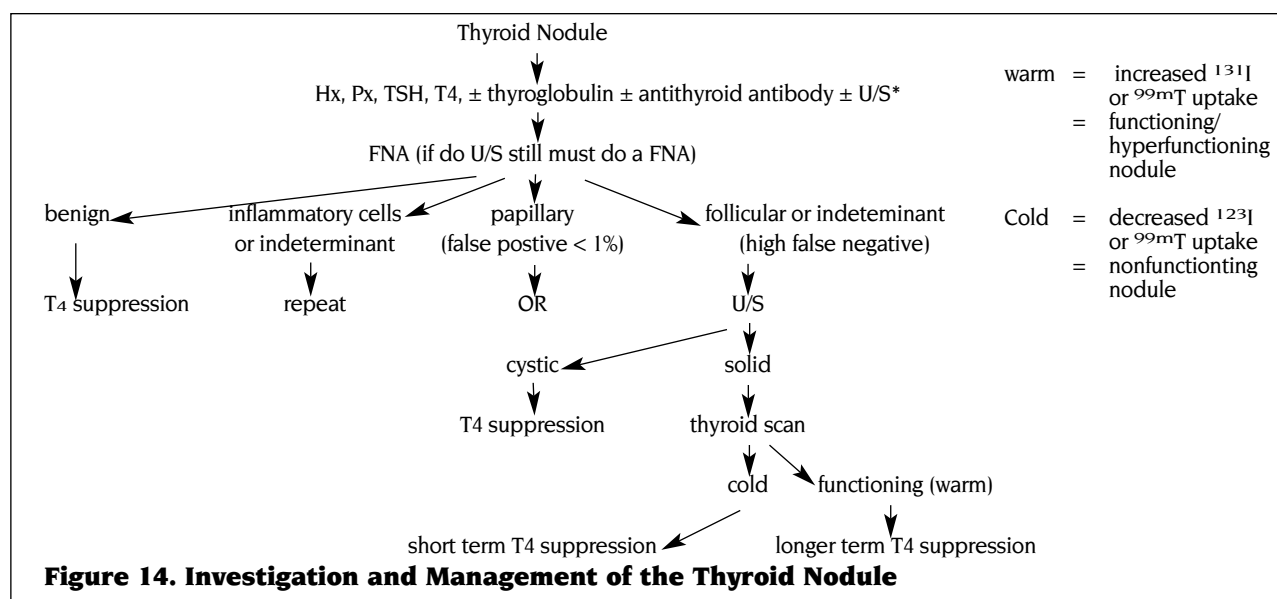 Thyroid Nodule
Hx, Px, TSH, T4, ± thyroglobulin ± antithyroid antibody ± U/S*
FNA (if do U/S still must do a FNA)
benign
inflammatory cells
or indeterminant
papillary
(false postive < 1%)
follicular or indeteminant
(high false negative)
T4 suppression
repeat
OR
U/S
cystic
solid
T4 suppression
thyroid scan
cold
functioning (warm)
short term T4 suppression
longer term T4 suppression
warm = increased 131I
or 99mT uptake
= functioning/
hyperfunctioning
nodule
Cold = decreased 123I
or 99mT uptake
= nonfunctionting
nodule
Figure 14. Investigation and Management of the Thyroid Nodule